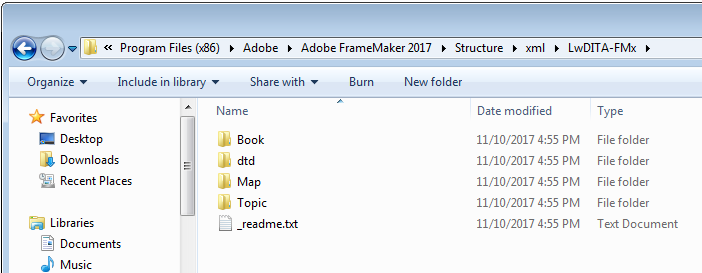 « Program Files (x86) Adobe Adobe FrameMaker 2017 Structure xml LwDITA-FMx
Organize Include in library Share with Burn New folder
Favorites
Desktop
Downloads
Recent Places
Libraries
Documents
Music
Name Date modified Type
Book 11/10/2017 4:55 PM File folder
dtd 11/10/2017 4:55 PM File folder
Map 11/10/2017 4:55 PM File folder
Topic 11/10/2017 4:55 PM File folder
_readme.txt 11/10/2017 4:55 PM Text Document